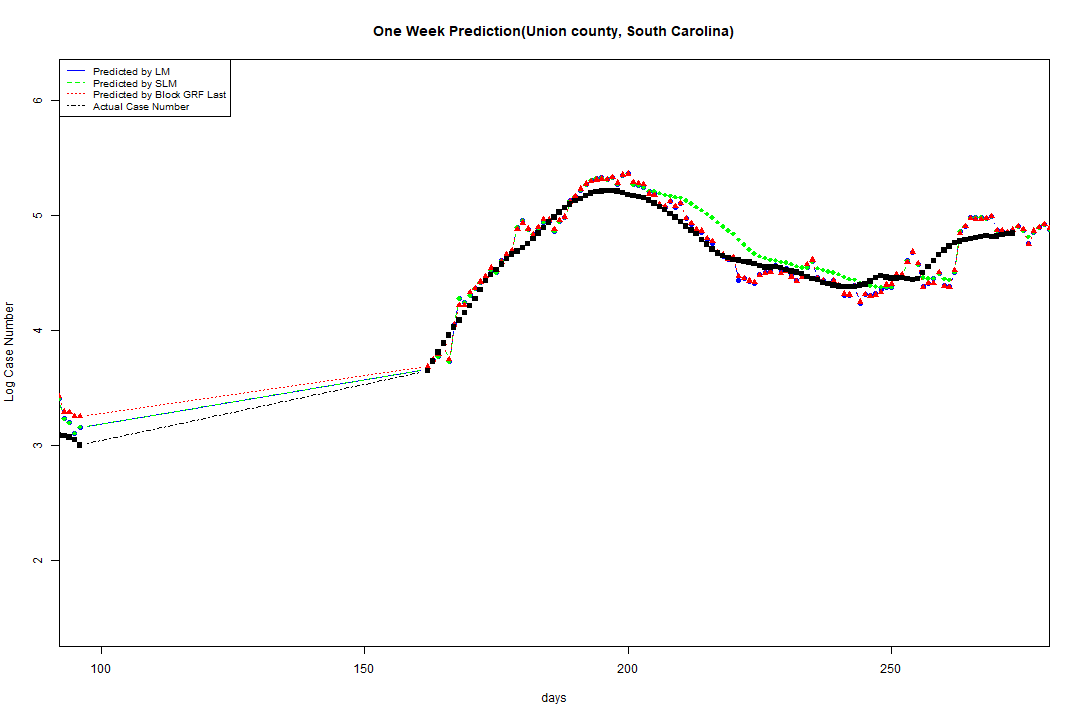 One Week Prediction(Union county, South Carolina)
Predicted by LM
Predicted by SLM
Predicted by Block GRF Last
Actual Case Number
6
5
4
3
2
Log Case Number
100
150
200
250
days